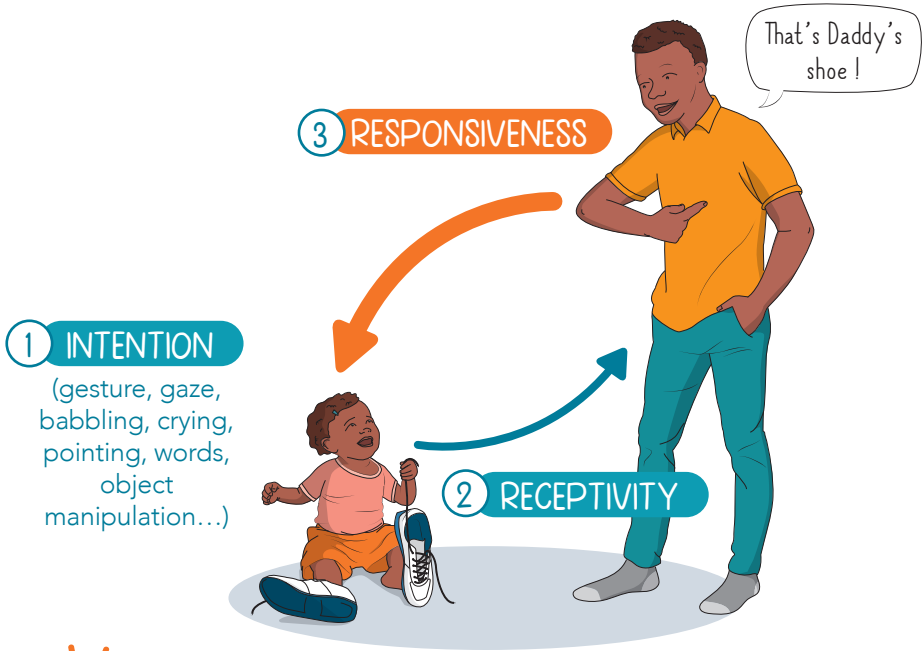 That's Daddy's
shoe !
3 RESPONSIVENESS
1 INTENTION
(gesture, gaze,
babbling, crying,
pointing, words,
object
manipulation...)
2 RECEPTIVITY